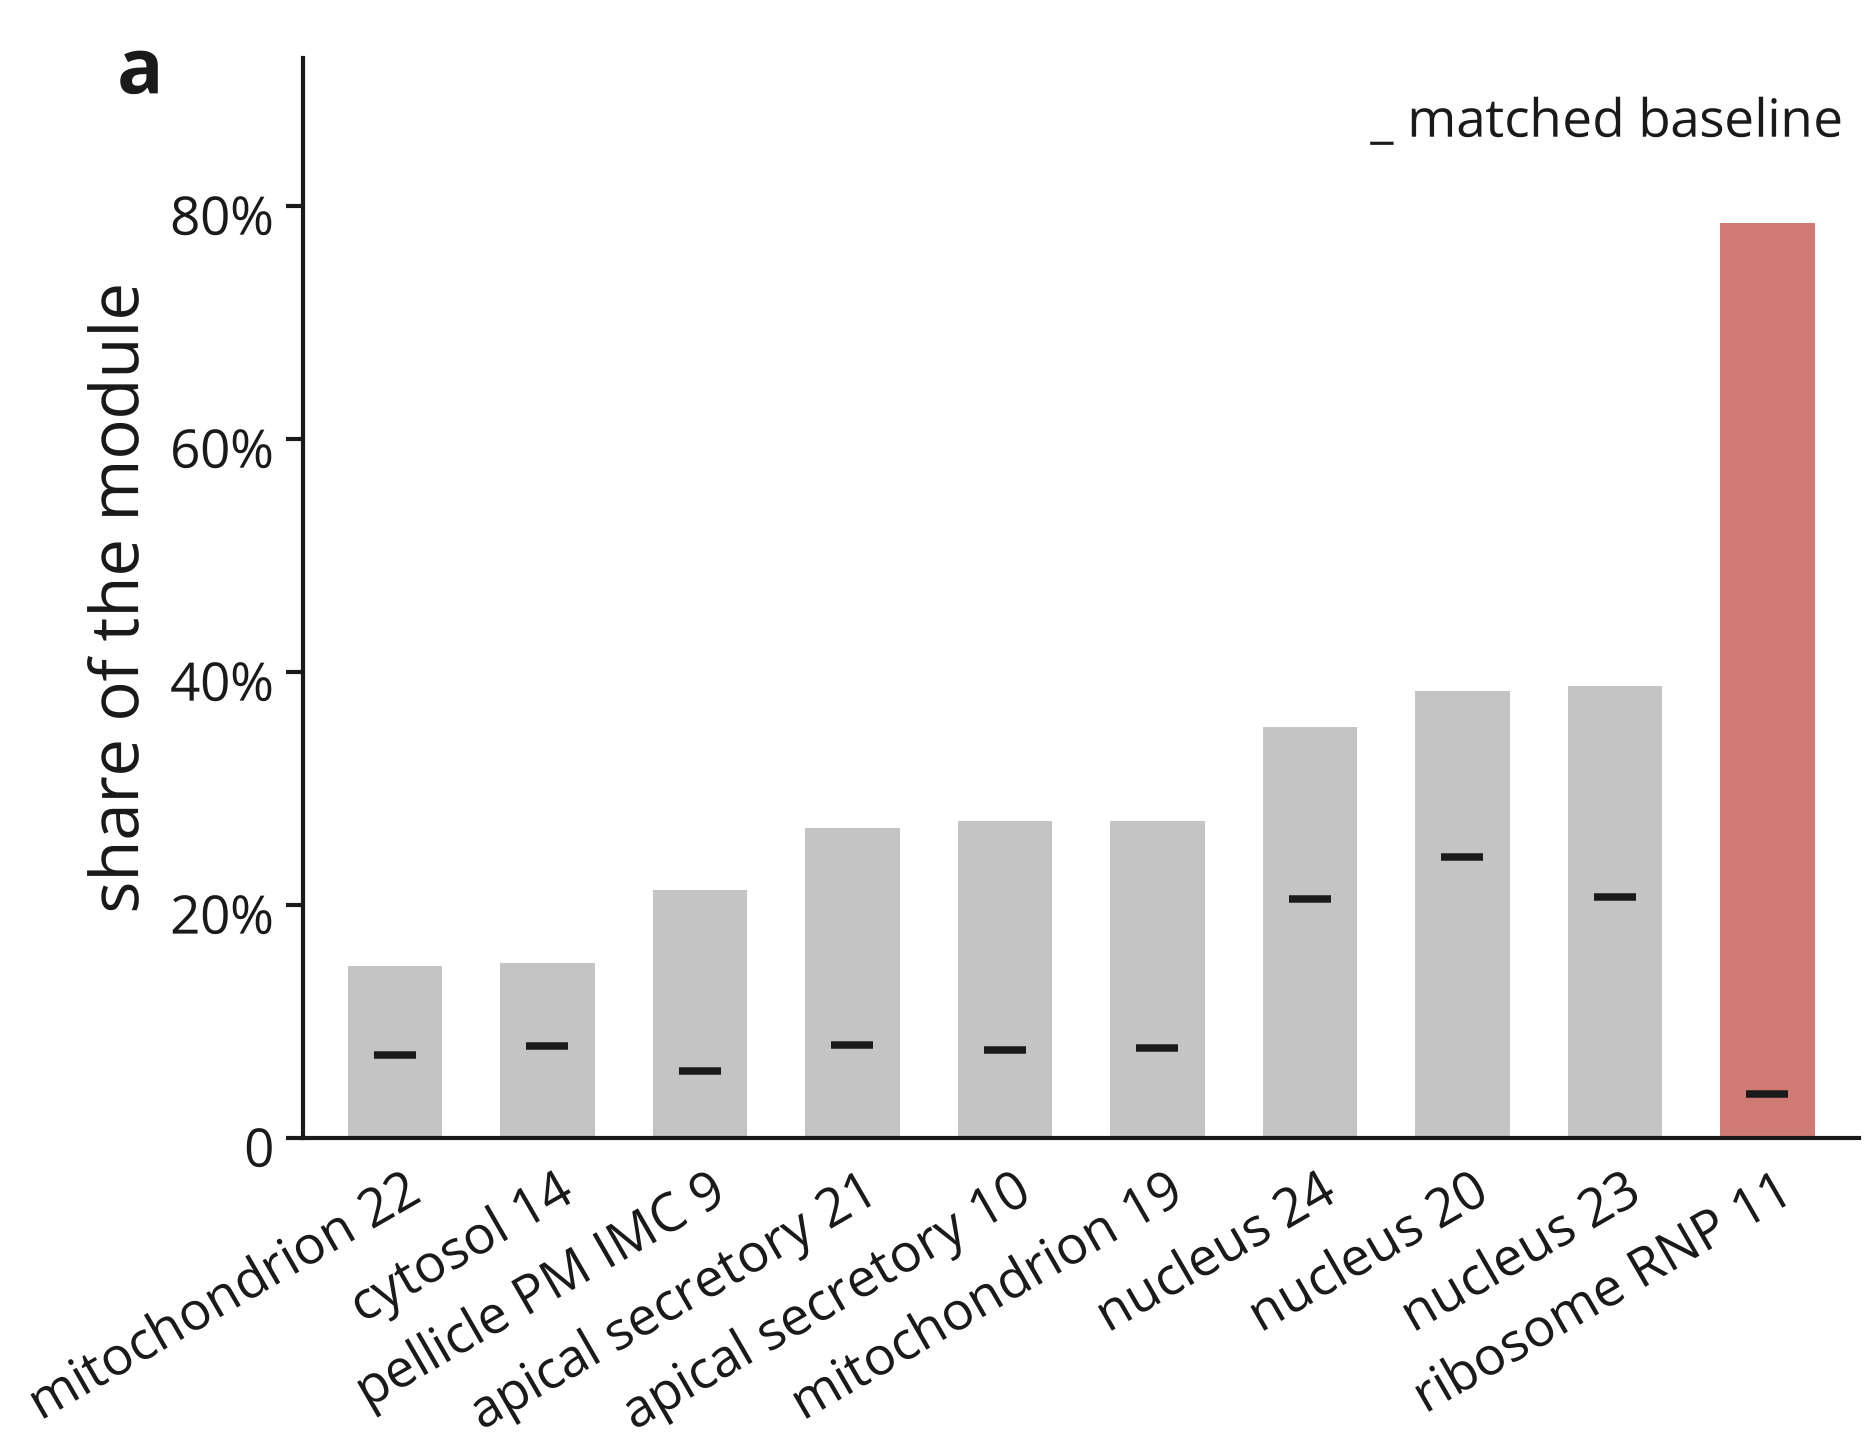 a
_ matched baseline
share of the module
80%
60%
40%
20%
0
mitochondrion 22
cytosol 14
pellicle PM IMC 9
apical secretory 21
apical secretory 10
mitochondrion 19
nucleus 24
nucleus 20
nucleus 23
ribosome RNP 11